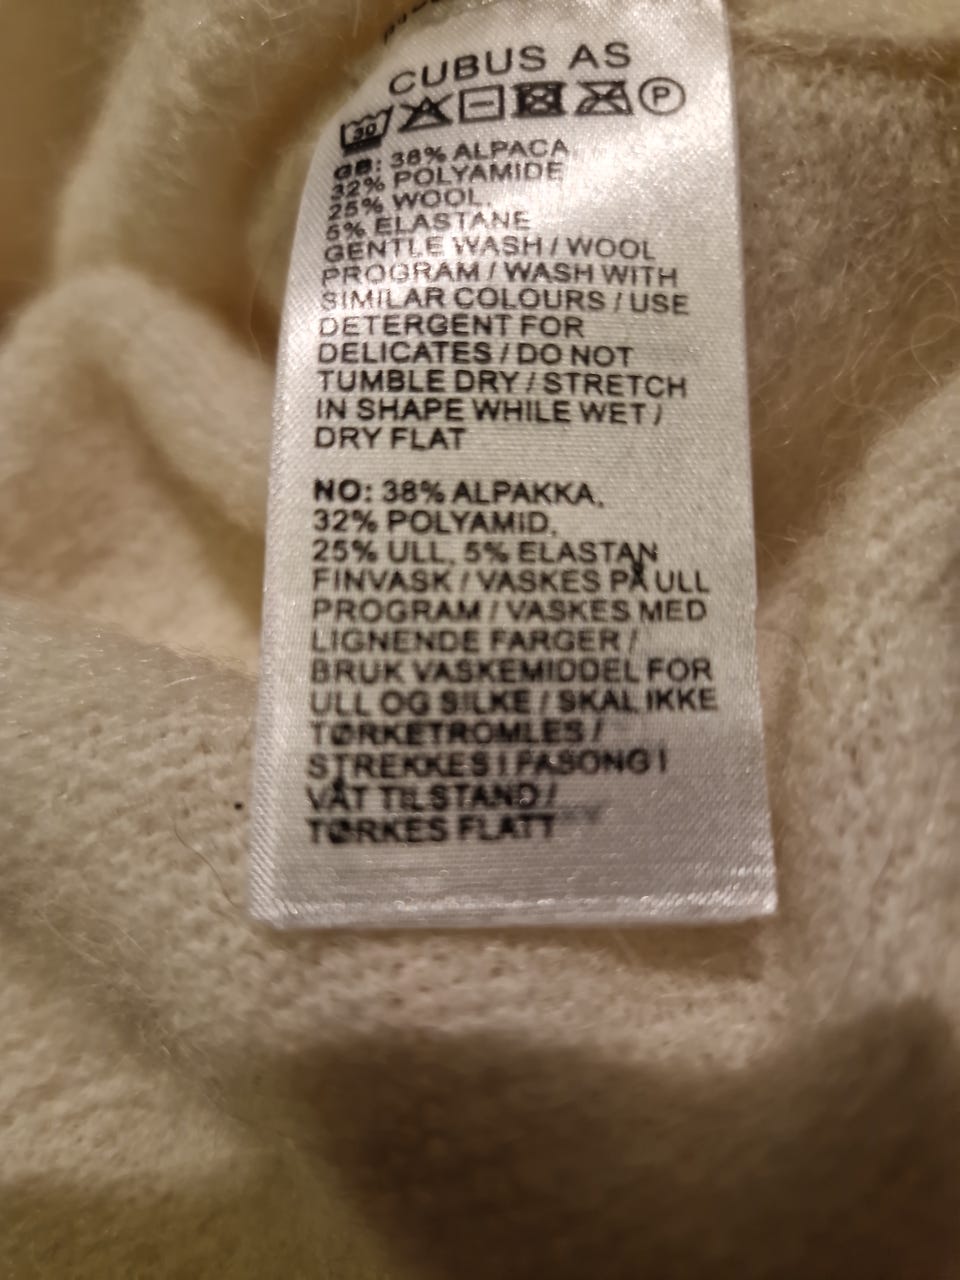 CUBUS AS
30 P
GB: 38% ALPACA,
32% POLYAMIDE
25% WOOL,
5% ELASTANE
GENTLE WASH / WOOL
PROGRAM / WASH WITH
SIMILAR COLOURS / USE
DETERGENT FOR
DELICATES / DO NOT
TUMBLE DRY / STRETCH
IN SHAPE WHILE WET /
DRY FLAT
NO: 38% ALPAKKA,
32% POLYAMID,
25% ULL, 5% ELASTAN
FINVASK / VASKES PÅ ULL
PROGRAM / VASKES MED
LIGNENDE FARGER /
BRUK VASKEMIDDEL FOR
ULL OG SILKE / SKAL IKKE
TØRKETROMLES /
STREKKES I FASONG I
VÅT TILSTAND /
TØRKES FLATT